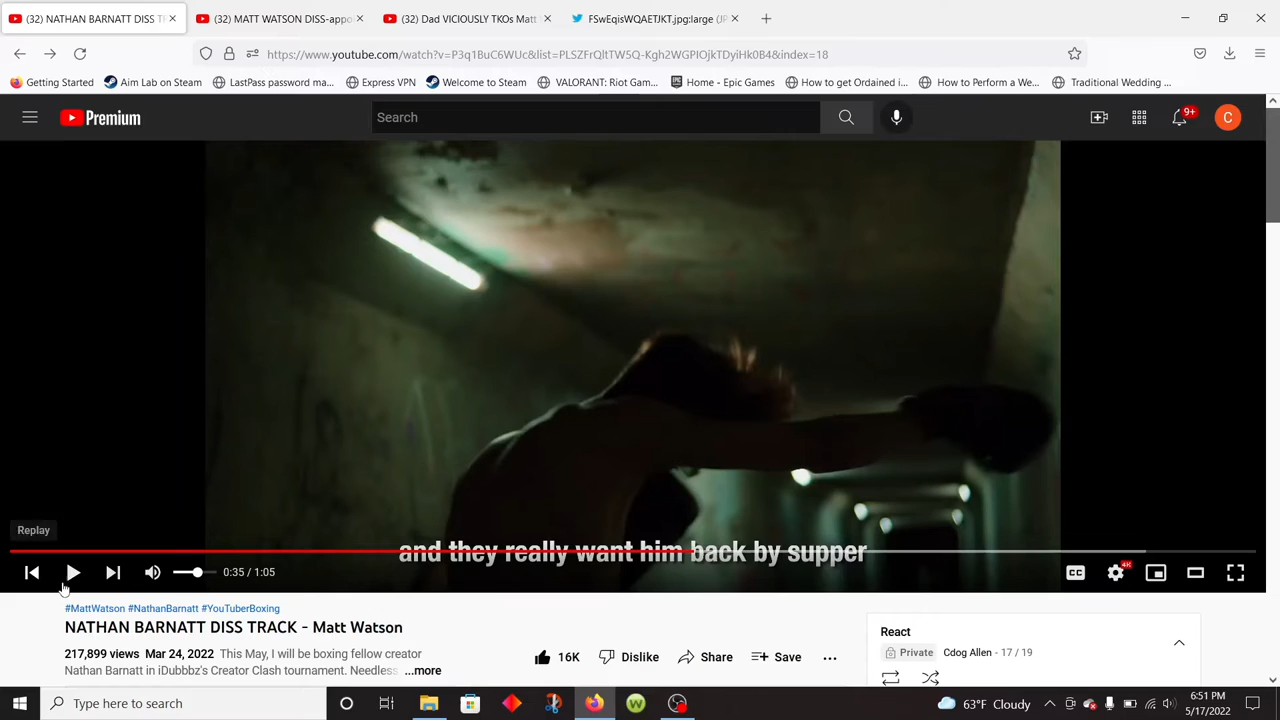 (32) NATHAN BARNATT DISS TR
(32) MATT WATSON DISS-appo
(32) Dad VICIOUSLY TKOs Matt
FSwEqisWQAETJKT.jpg:large (JP
https://www.youtube.com/watch?v=P3q1BuC6WUc&list=PLSZFrQltTW5Q-Kgh2WGPIOjkTDyiHk0B4&index=18
Getting Started
Aim Lab on Steam
LastPass password ma...
Express VPN
Welcome to Steam
VALORANT: Riot Gam...
Home - Epic Games
How to get Ordained i...
How to Perform a We...
Traditional Wedding ...
Premium
Search
9+
C
Replay
and they really want him back by supper
0:35 / 1:05
CC
4K
#MattWatson #NathanBarnatt #YouTuberBoxing
NATHAN BARNATT DISS TRACK - Matt Watson
217,899 views Mar 24, 2022 This May, I will be boxing fellow creator
Nathan Barnatt in iDubbbz's Creator Clash tournament. Needless ...more
16K
Dislike
Share
Save
React
Private Cdog Allen - 17 / 19
Type here to search
W
63°F Cloudy
6:51 PM
5/17/2022